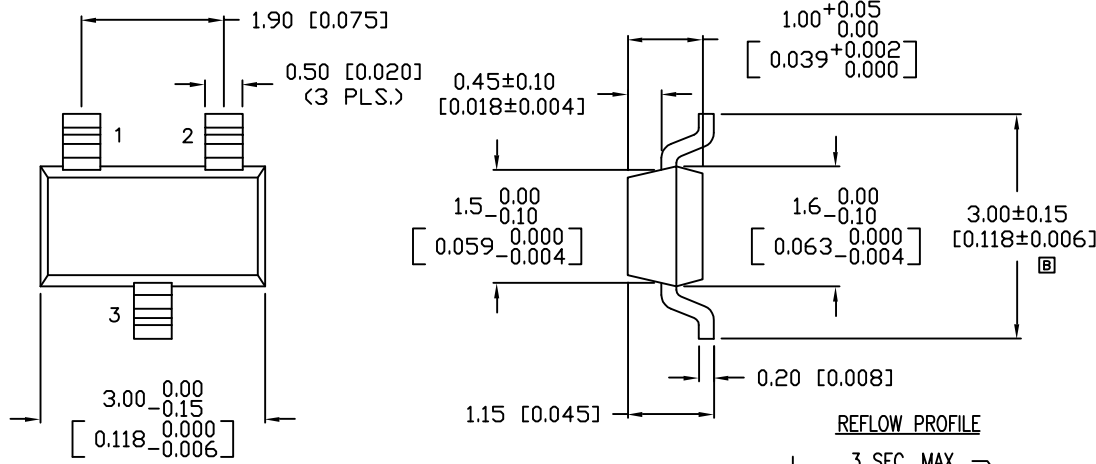 1.90 [0.075]
0.50 [0.020]
(3 PLS.)
1
2
3
3.00 0.00 -0.15
[0.118 0.000 -0.006]
0.45±0.10
[0.018±0.004]
1.00 +0.05 0.00
[0.039 +0.002 0.000]
1.5 0.00 -0.10
[0.059 0.000 -0.004]
1.6 0.00 -0.10
[0.063 0.000 -0.004]
3.00±0.15
[0.118±0.006]
B
0.20 [0.008]
1.15 [0.045]
REFLOW PROFILE
3 SEC. MAX